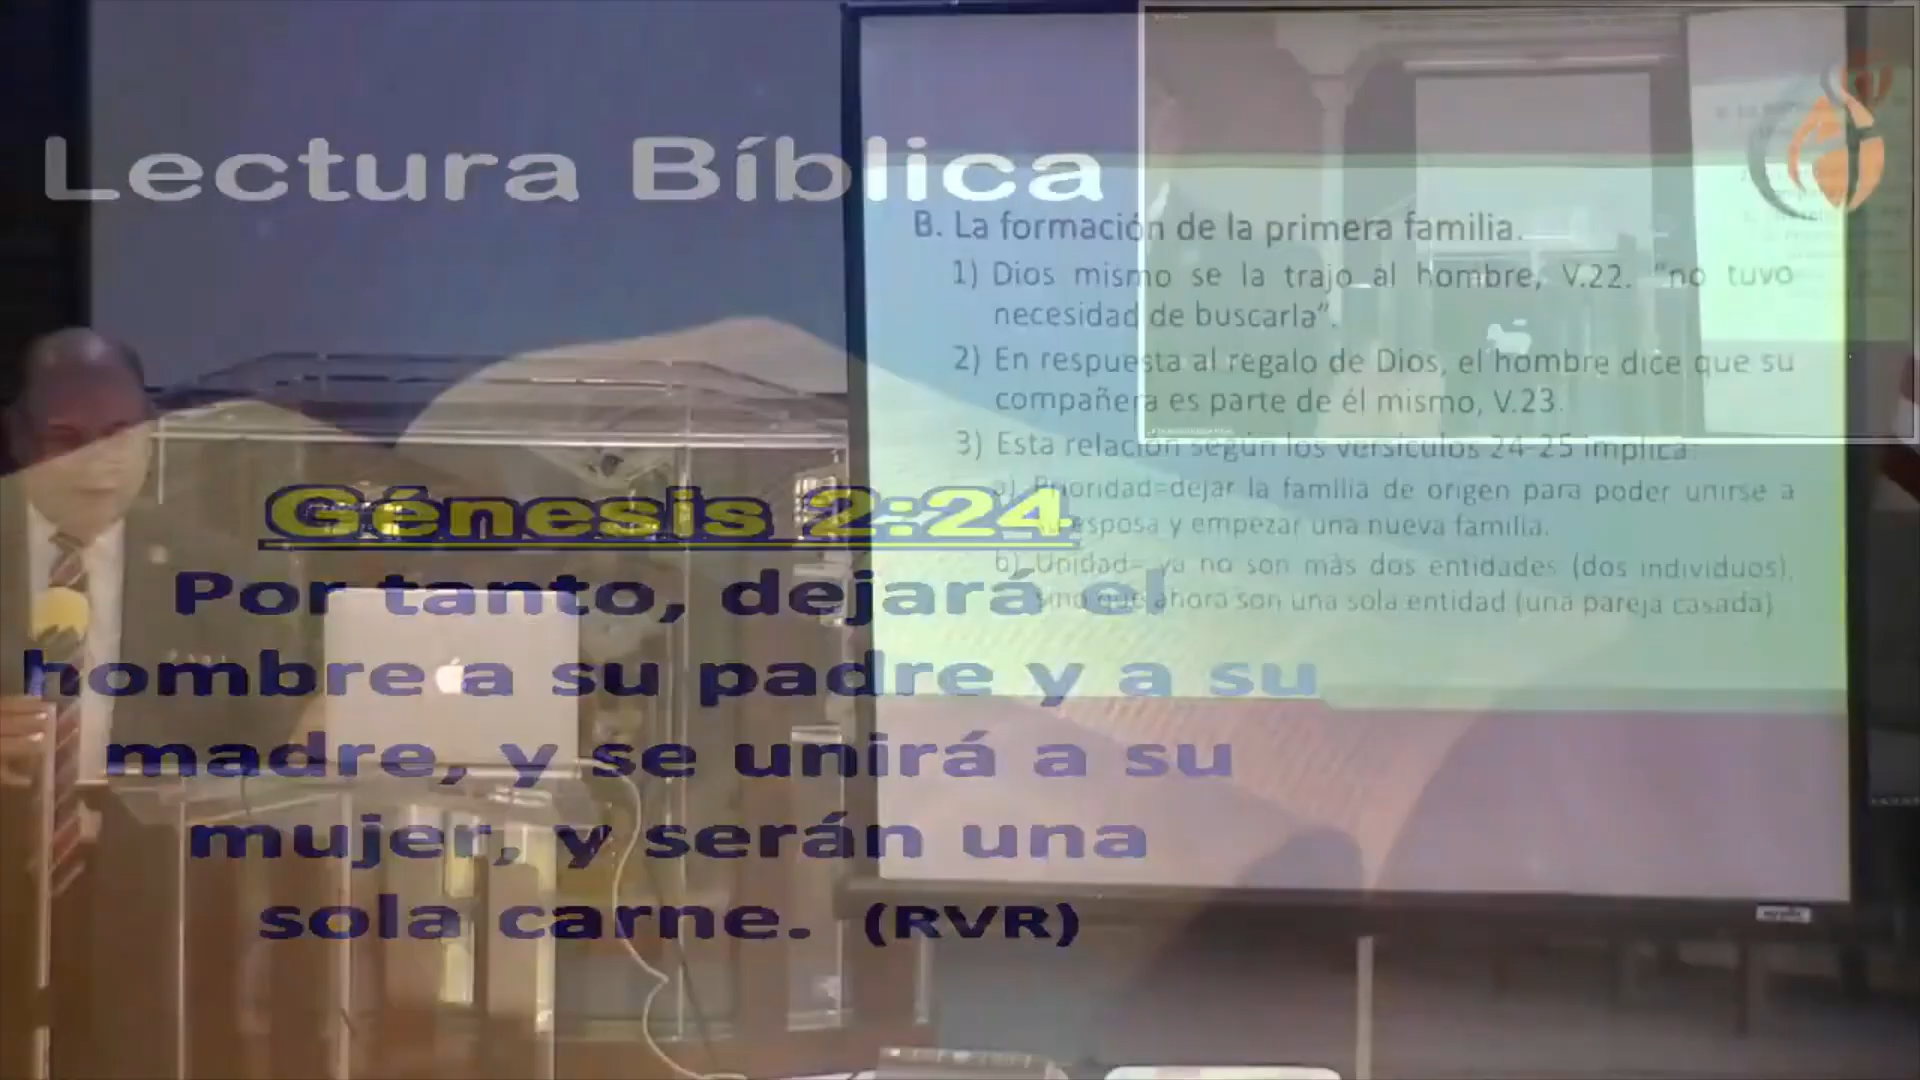 Lectura Bíblica
Génesis 2:24
Por tanto, dejará el
hombre a su padre y a su
madre, y se unirá a su
mujer, y serán una
sola carne. (RVR)
B. La formación de la primera familia.
1) Dios mismo se la trajo al hombre, V.22. “no tuvo
necesidad de buscarla”.
2) En respuesta al regalo de Dios, el hombre dice que su
compañera es parte de él mismo, V.23.
3) Esta relación según los versículos 24-25 implica
a) Prioridad=dejar la familia de origen para poder unirse a
esposa y empezar una nueva familia.
b) Unidad= ya no son más dos entidades (dos individuos),
sino que ahora son una sola entidad (una pareja casada)